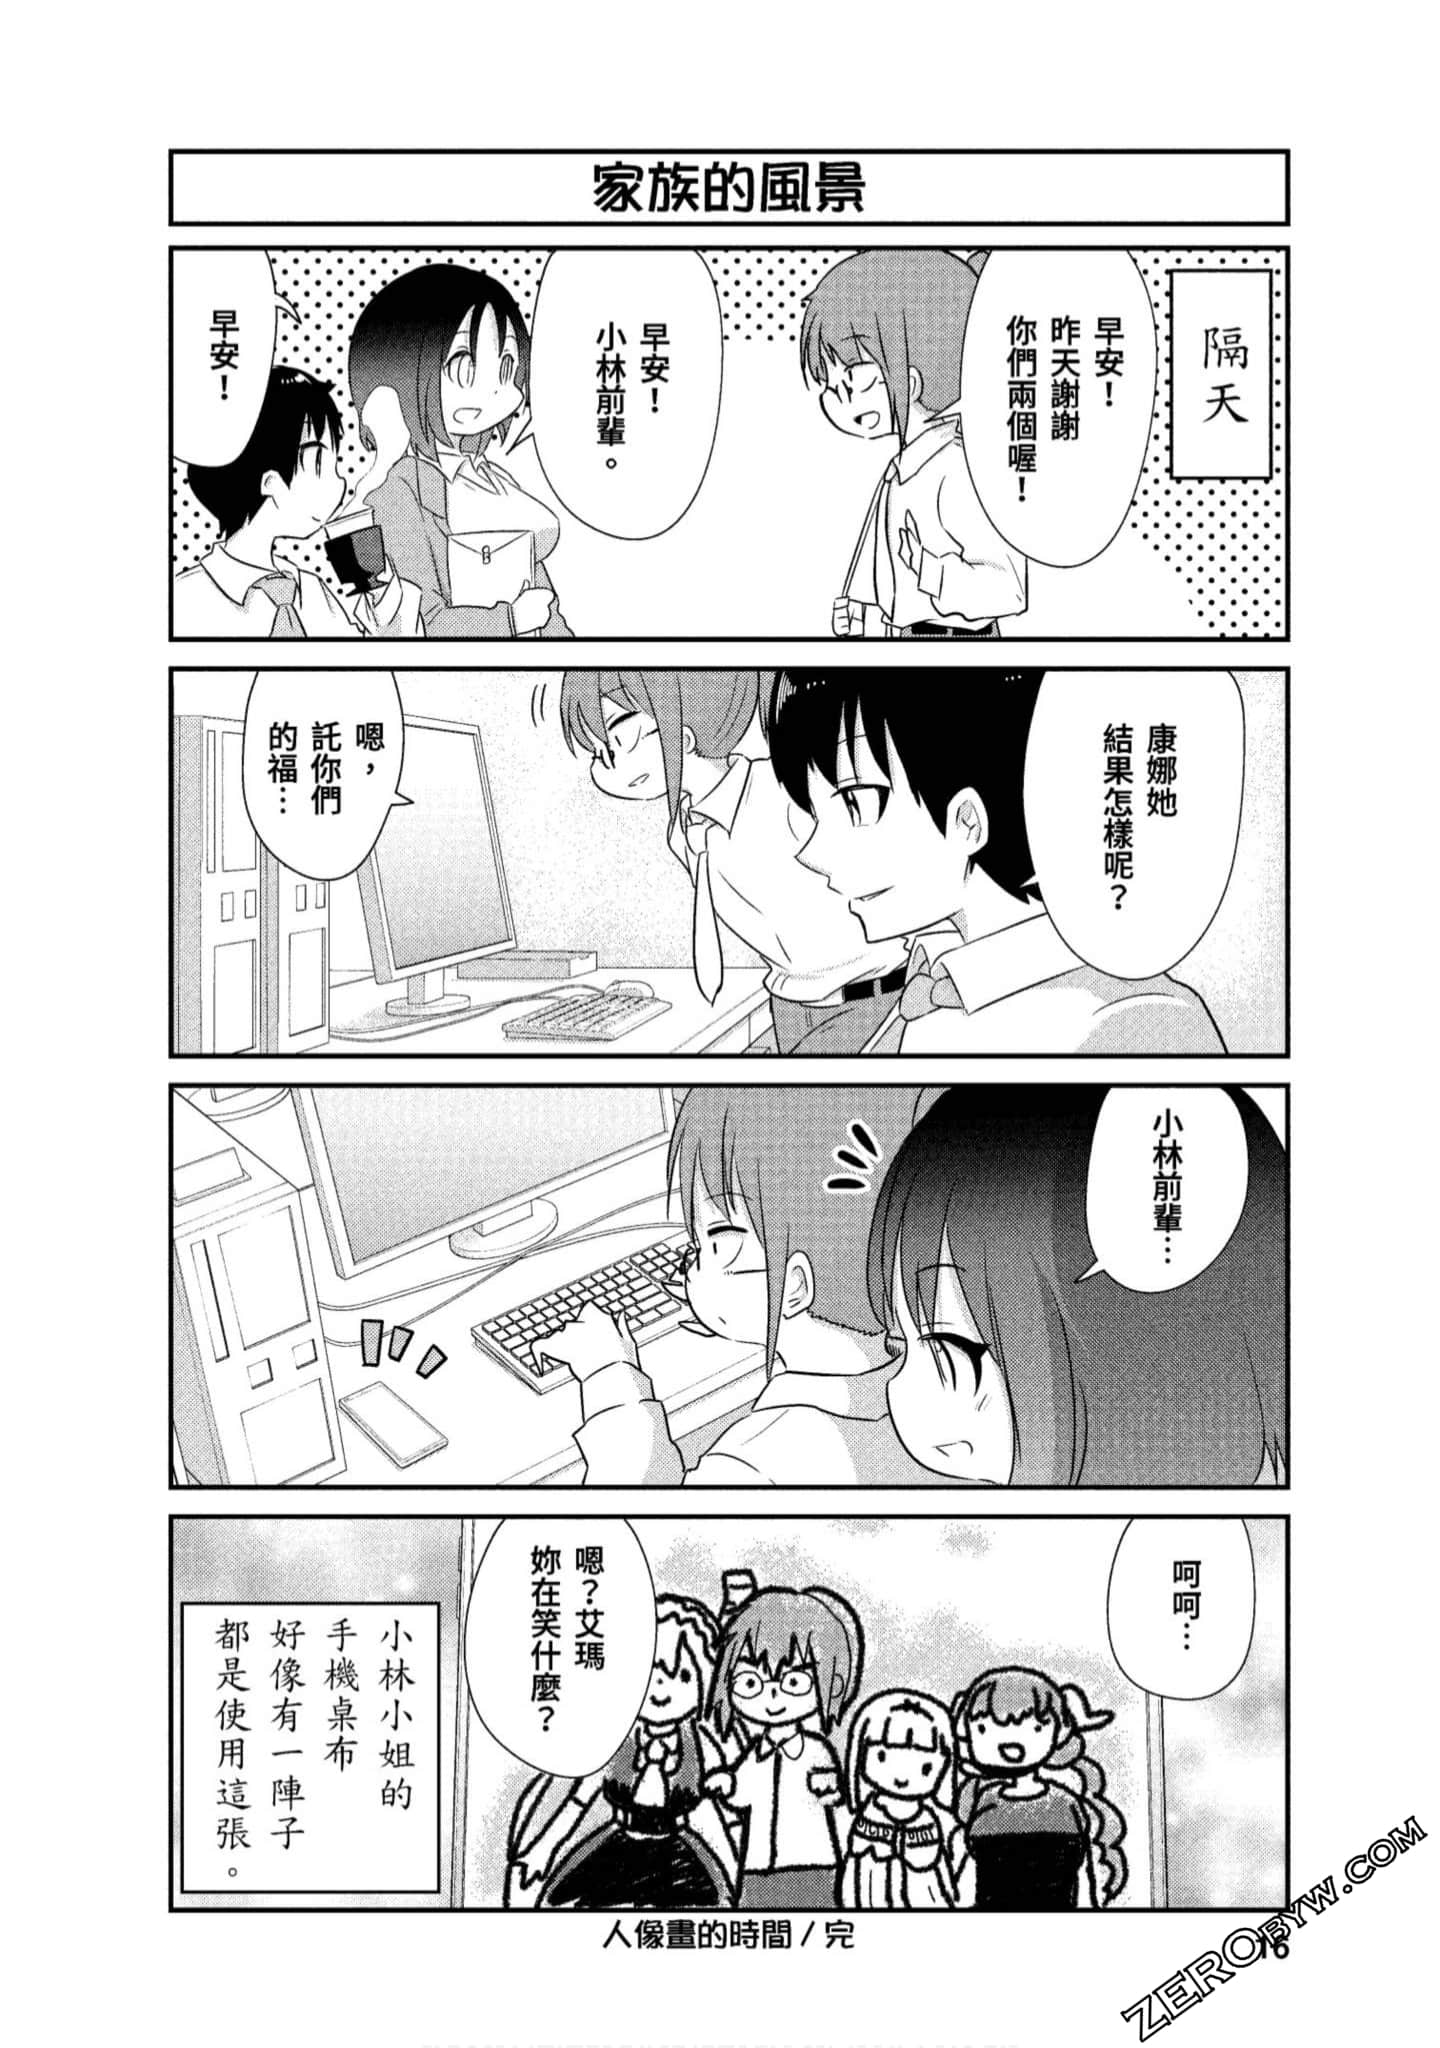 家族的風景
隔天
早安！
昨天謝謝
你們兩個喔！
早安！
小林前輩。
早安！
康娜她
結果怎樣呢？
嗯，
託你們
的福…
小林前輩…
呵呵…
嗯？艾瑪
妳在笑什麼？
小林小姐的
手機桌布
好像有一陣子
都是使用這張。
人像畫的時間／完
16
ZEROBYW.COM